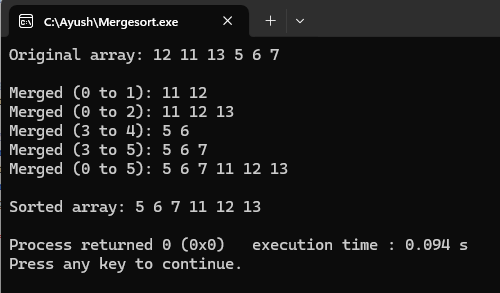 C:\Ayush\Mergesort.exe
Original array: 12 11 13 5 6 7
Merged (0 to 1): 11 12
Merged (0 to 2): 11 12 13
Merged (3 to 4): 5 6
Merged (3 to 5): 5 6 7
Merged (0 to 5): 5 6 7 11 12 13
Sorted array: 5 6 7 11 12 13
Process returned 0 (0x0)   execution time : 0.094 s
Press any key to continue.